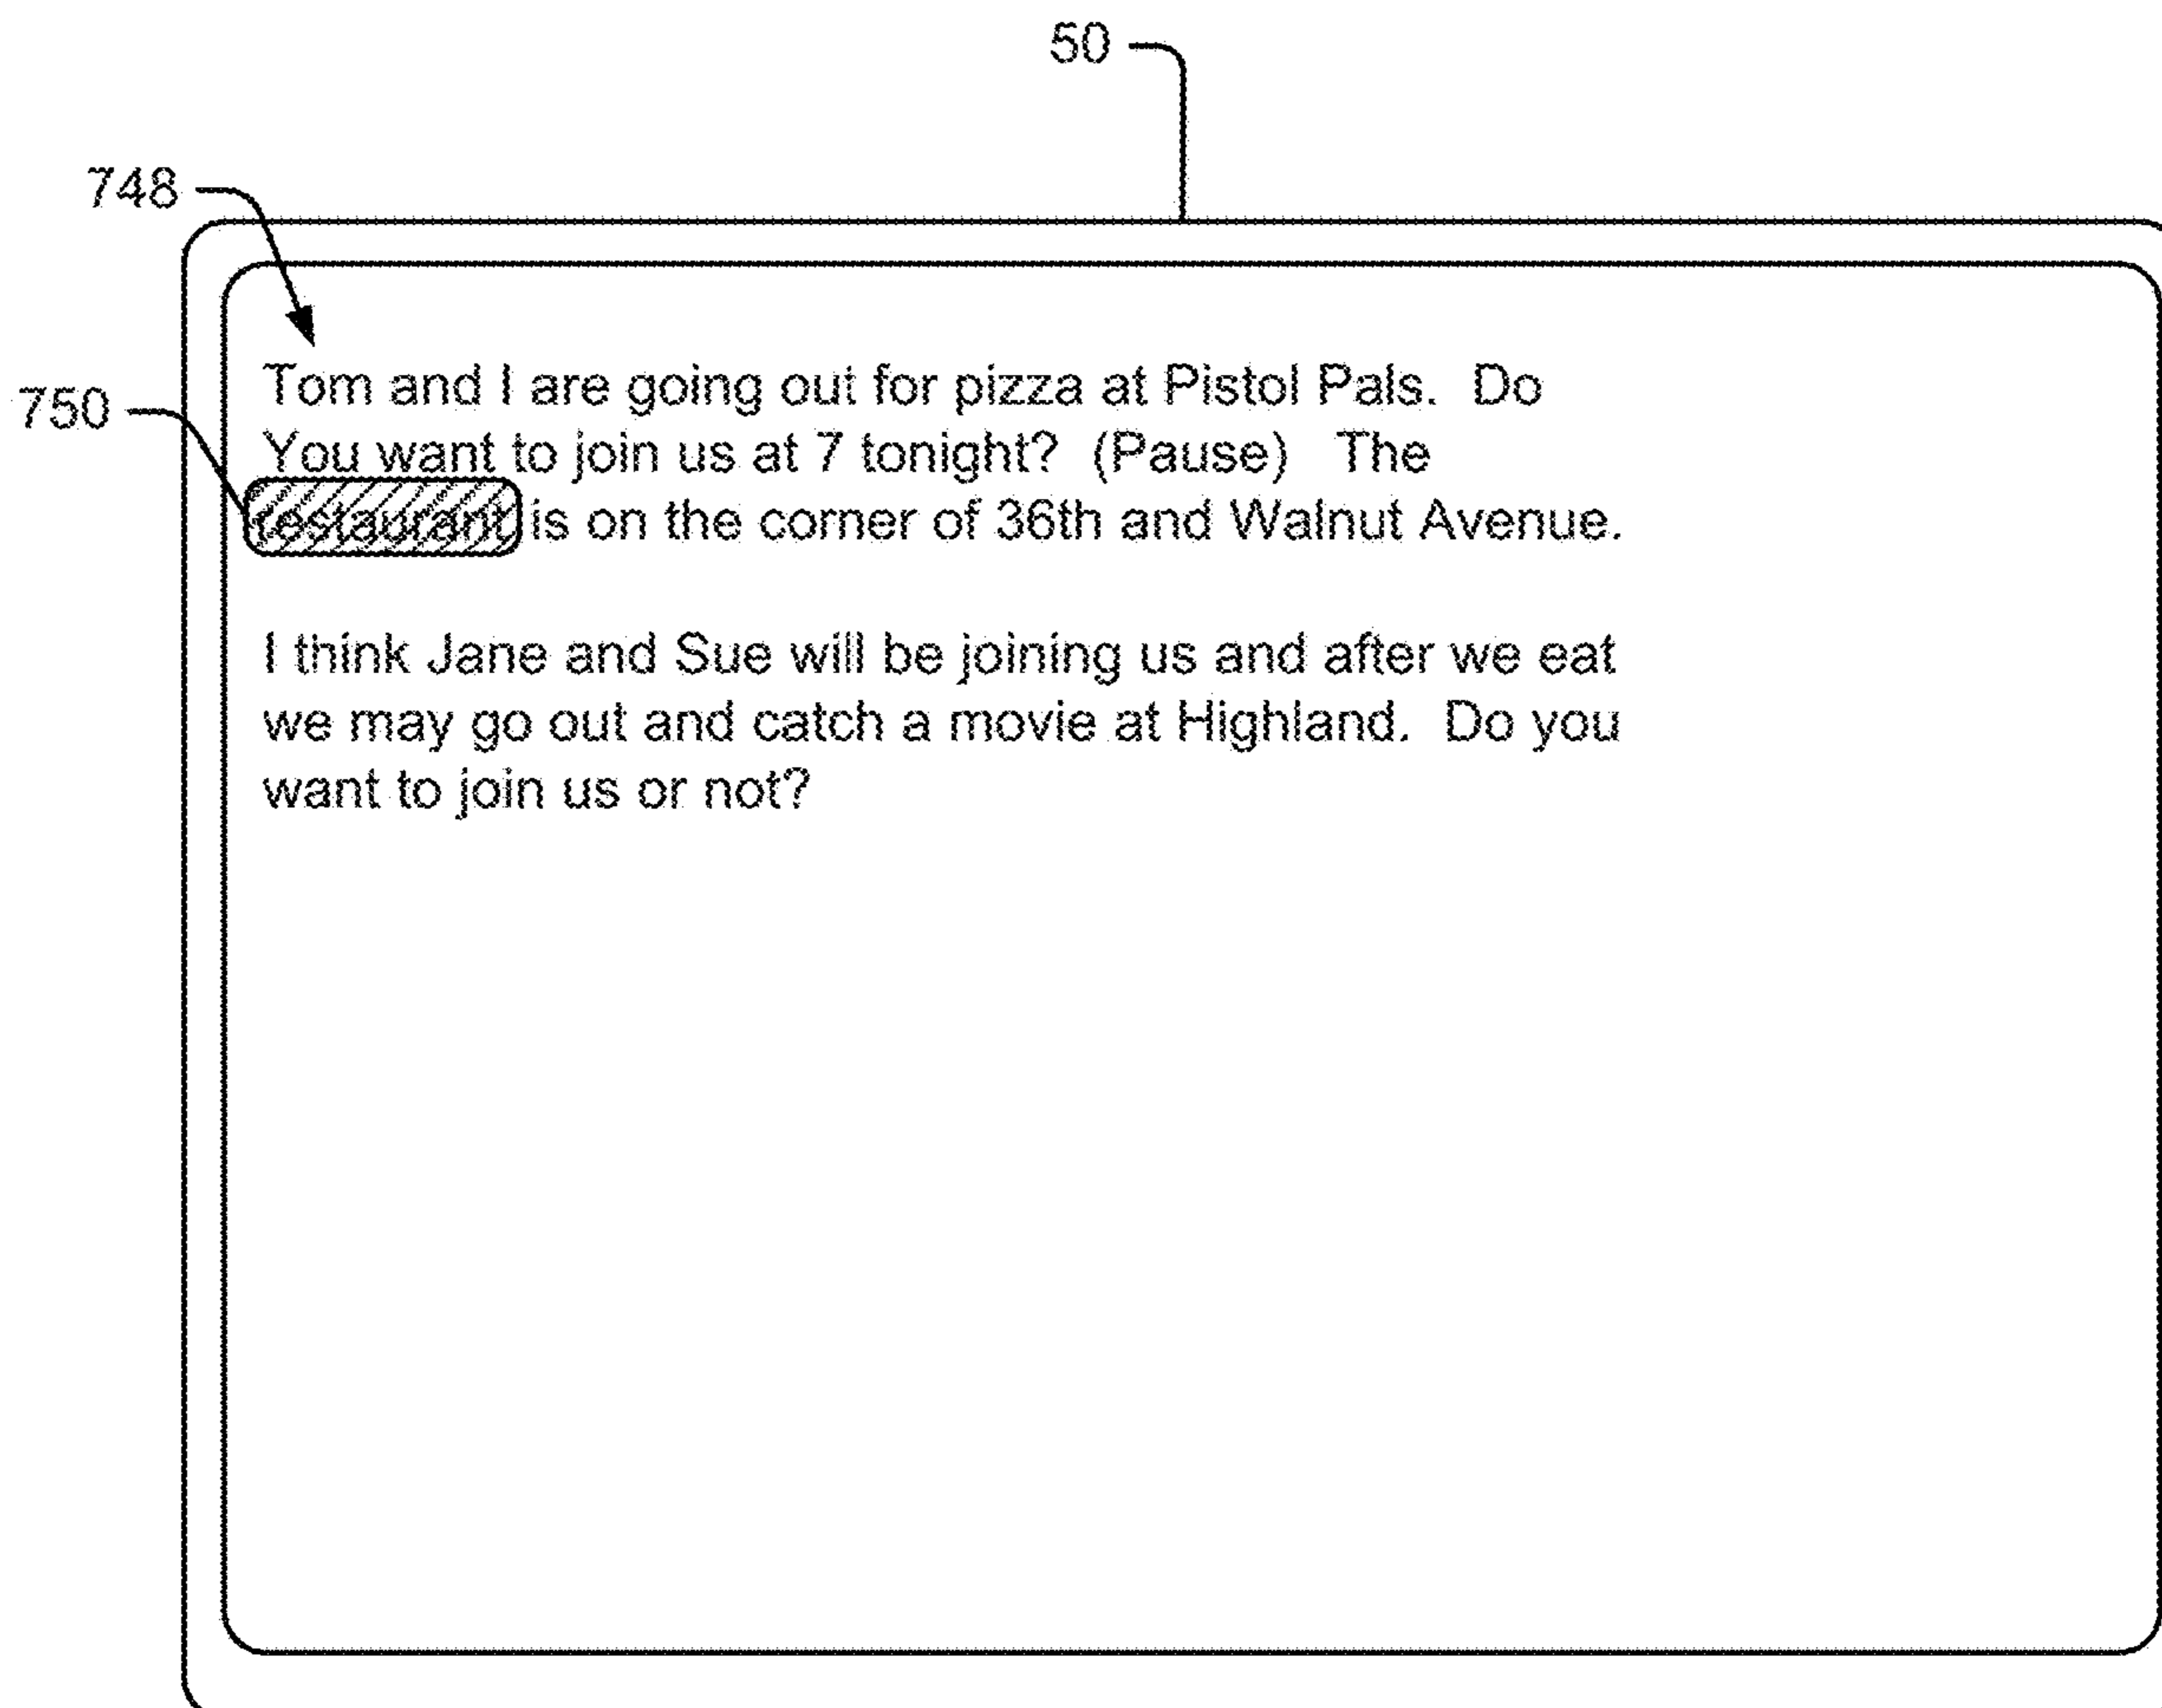 50
748
750
Tom and I are going out for pizza at Pistol Pals.  Do
You want to join us at 7 tonight?  (Pause)   The
restaurant is on the corner of 36th and Walnut Avenue.
I think Jane and Sue will be joining us and after we eat
we may go out and catch a movie at Highland.  Do you
want to join us or not?